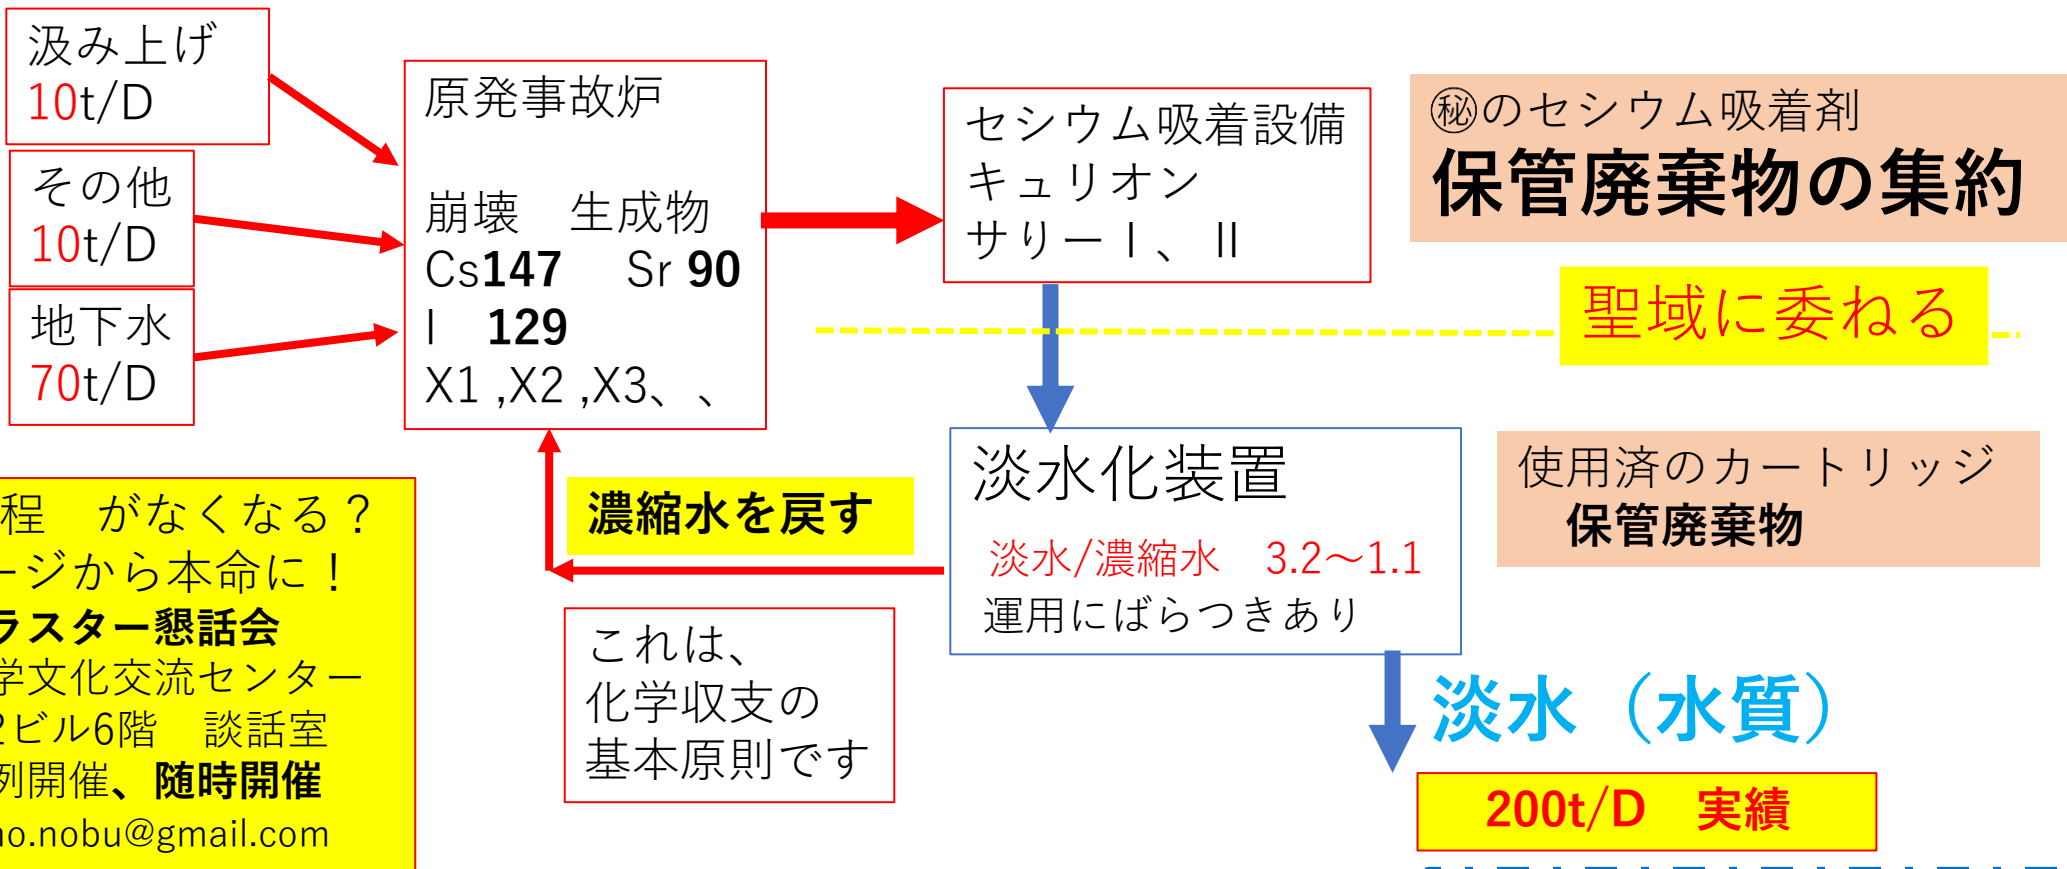 汲み上げ
10t/D
その他
10t/D
地下水
70t/D
原発事故炉
崩壊　生成物
Cs147　Sr 90
I　129
X1 ,X2 ,X3、、
セシウム吸着設備
キュリオン
サリーⅠ、Ⅱ
㊙のセシウム吸着剤
保管廃棄物の集約
聖域に委ねる
濃縮水を戻す
淡水化装置
淡水/濃縮水　3.2～1.1
運用にばらつきあり
使用済のカートリッジ
保管廃棄物
これは、
化学収支の
基本原則です
淡水（水質）
200t/D　実績
程　がなくなる？
ージから本命に！
ラスター懇話会
学文化交流センター
2ビル6階　談話室
例開催、随時開催
no.nobu@gmail.com